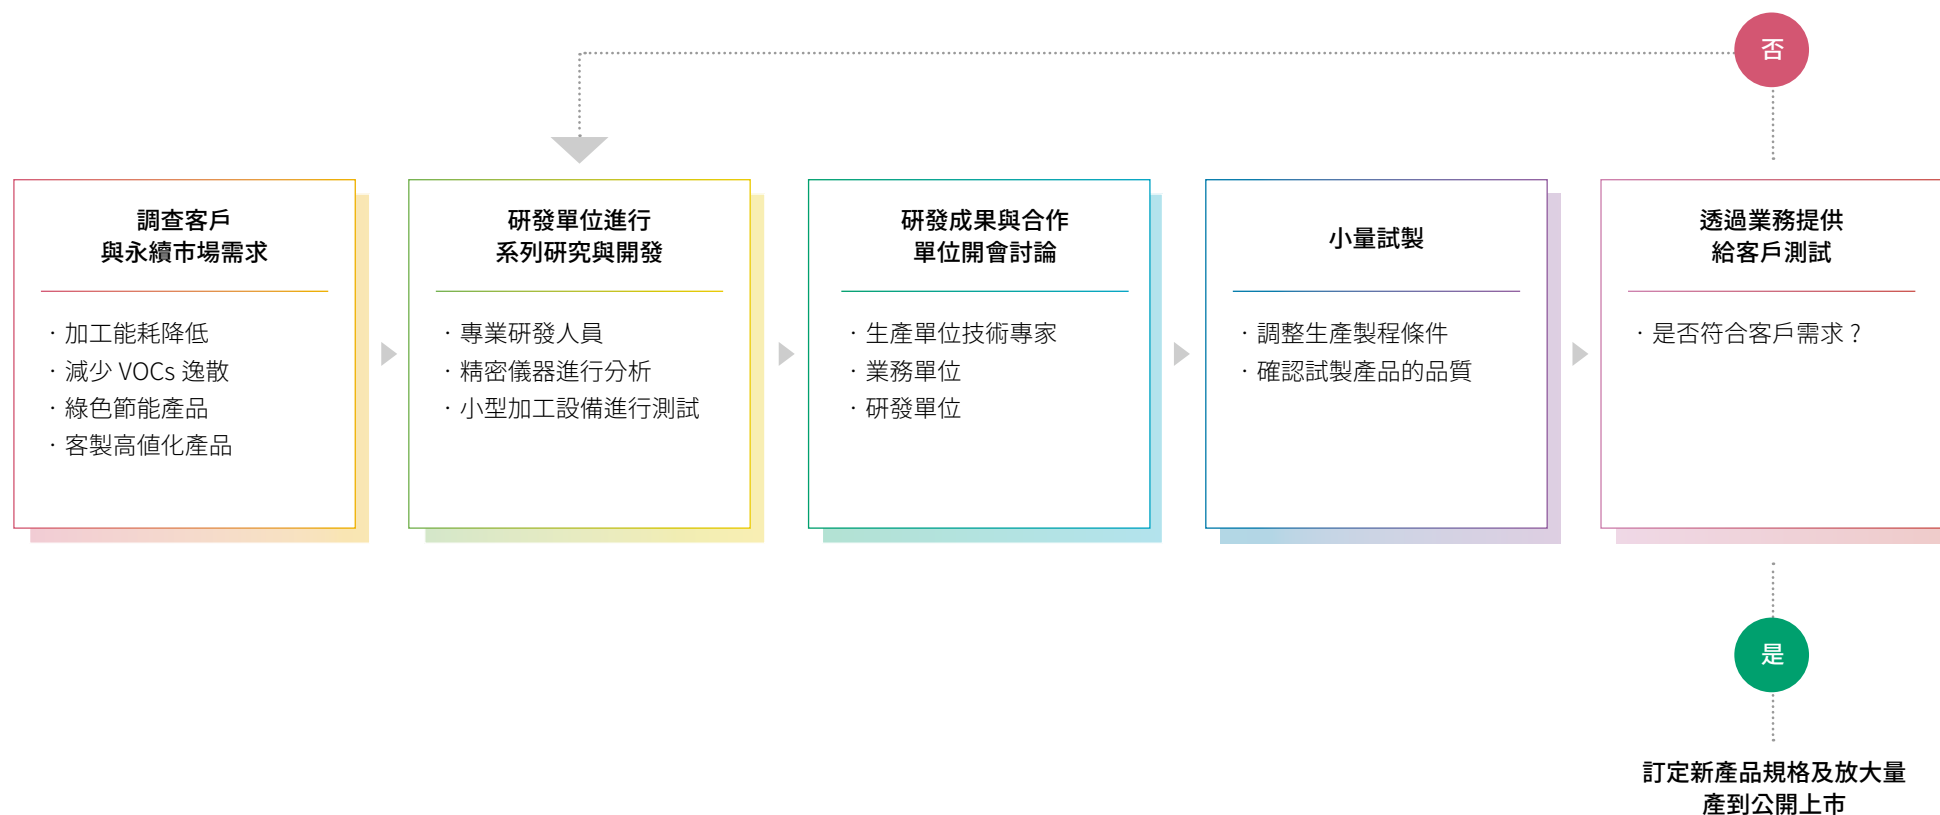 否
調查客戶
與永續市場需求
· 加工能耗降低
· 減少 VOCs 逸散
· 綠色節能產品
· 客製高值化產品
研發單位進行
系列研究與開發
· 專業研發人員
· 精密儀器進行分析
· 小型加工設備進行測試
研發成果與合作
單位開會討論
· 生產單位技術專家
· 業務單位
· 研發單位
小量試製
· 調整生產製程條件
· 確認試製產品的品質
透過業務提供
給客戶測試
· 是否符合客戶需求？
是
訂定新產品規格及放大量
產到公開上市